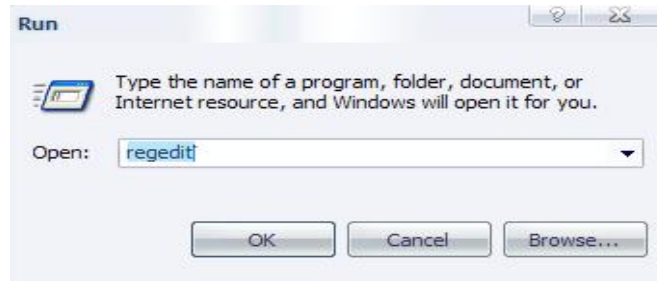 Run
Type the name of a program, folder, document, or
Internet resource, and Windows will open it for you.
Open: regedit
OK Cancel Browse...